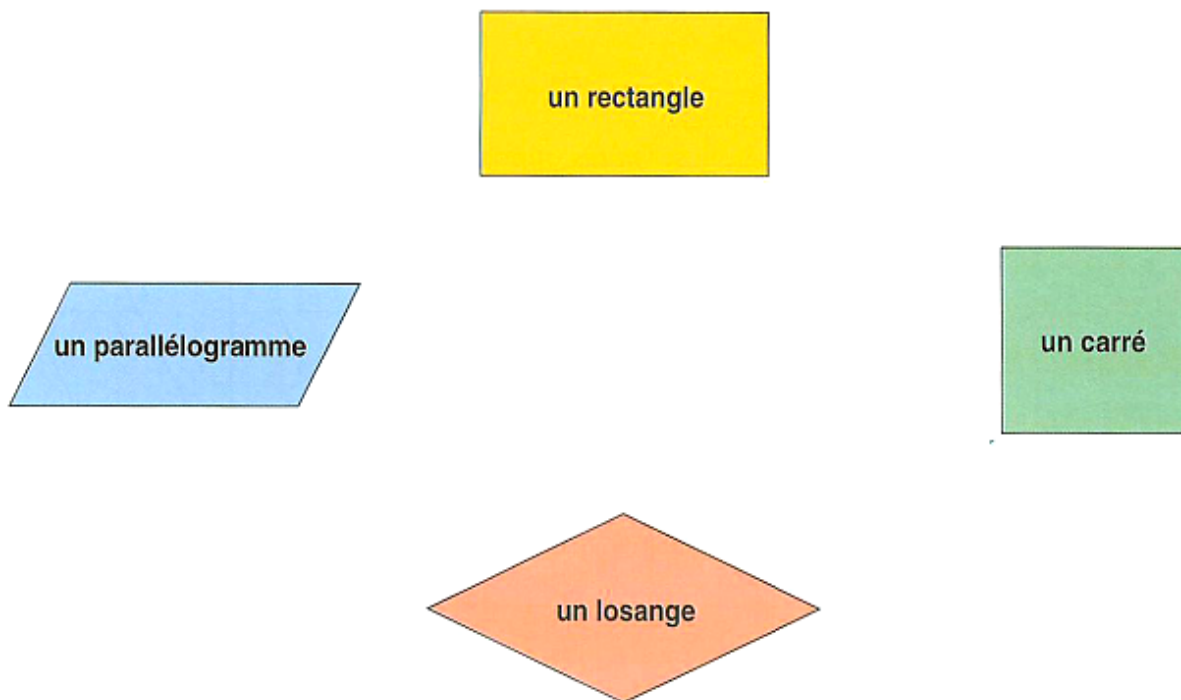 un rectangle
un parallélogramme
un carré
un losange